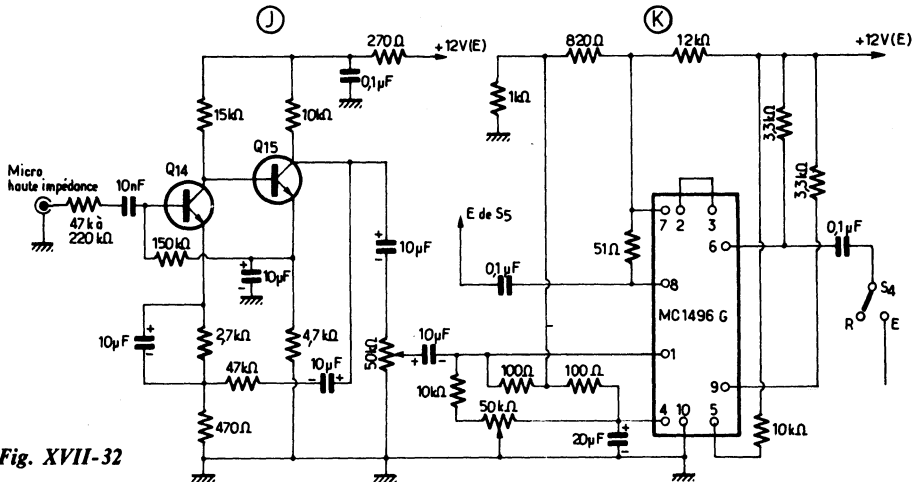 J
K
270Ω
+12V(E)
0,1µF
15kΩ
10kΩ
Q14
Q15
Micro
haute impédance
10nF
47k à
220kΩ
150kΩ
+
-
10µF
+
-
10µF
2,7kΩ
4,7kΩ
47kΩ
-
+
10µF
470Ω
+
-
10µF
50kΩ
820Ω
12kΩ
+12V(E)
1kΩ
3,3kΩ
3,3kΩ
E de S5
0,1µF
51Ω
7
2
3
6
8
MC1496 G
1
9
4
10
5
0,1µF
S4
R
E
10µF
+
-
100Ω
100Ω
10kΩ
50kΩ
+
-
20µF
10kΩ
Fig. XVII-32